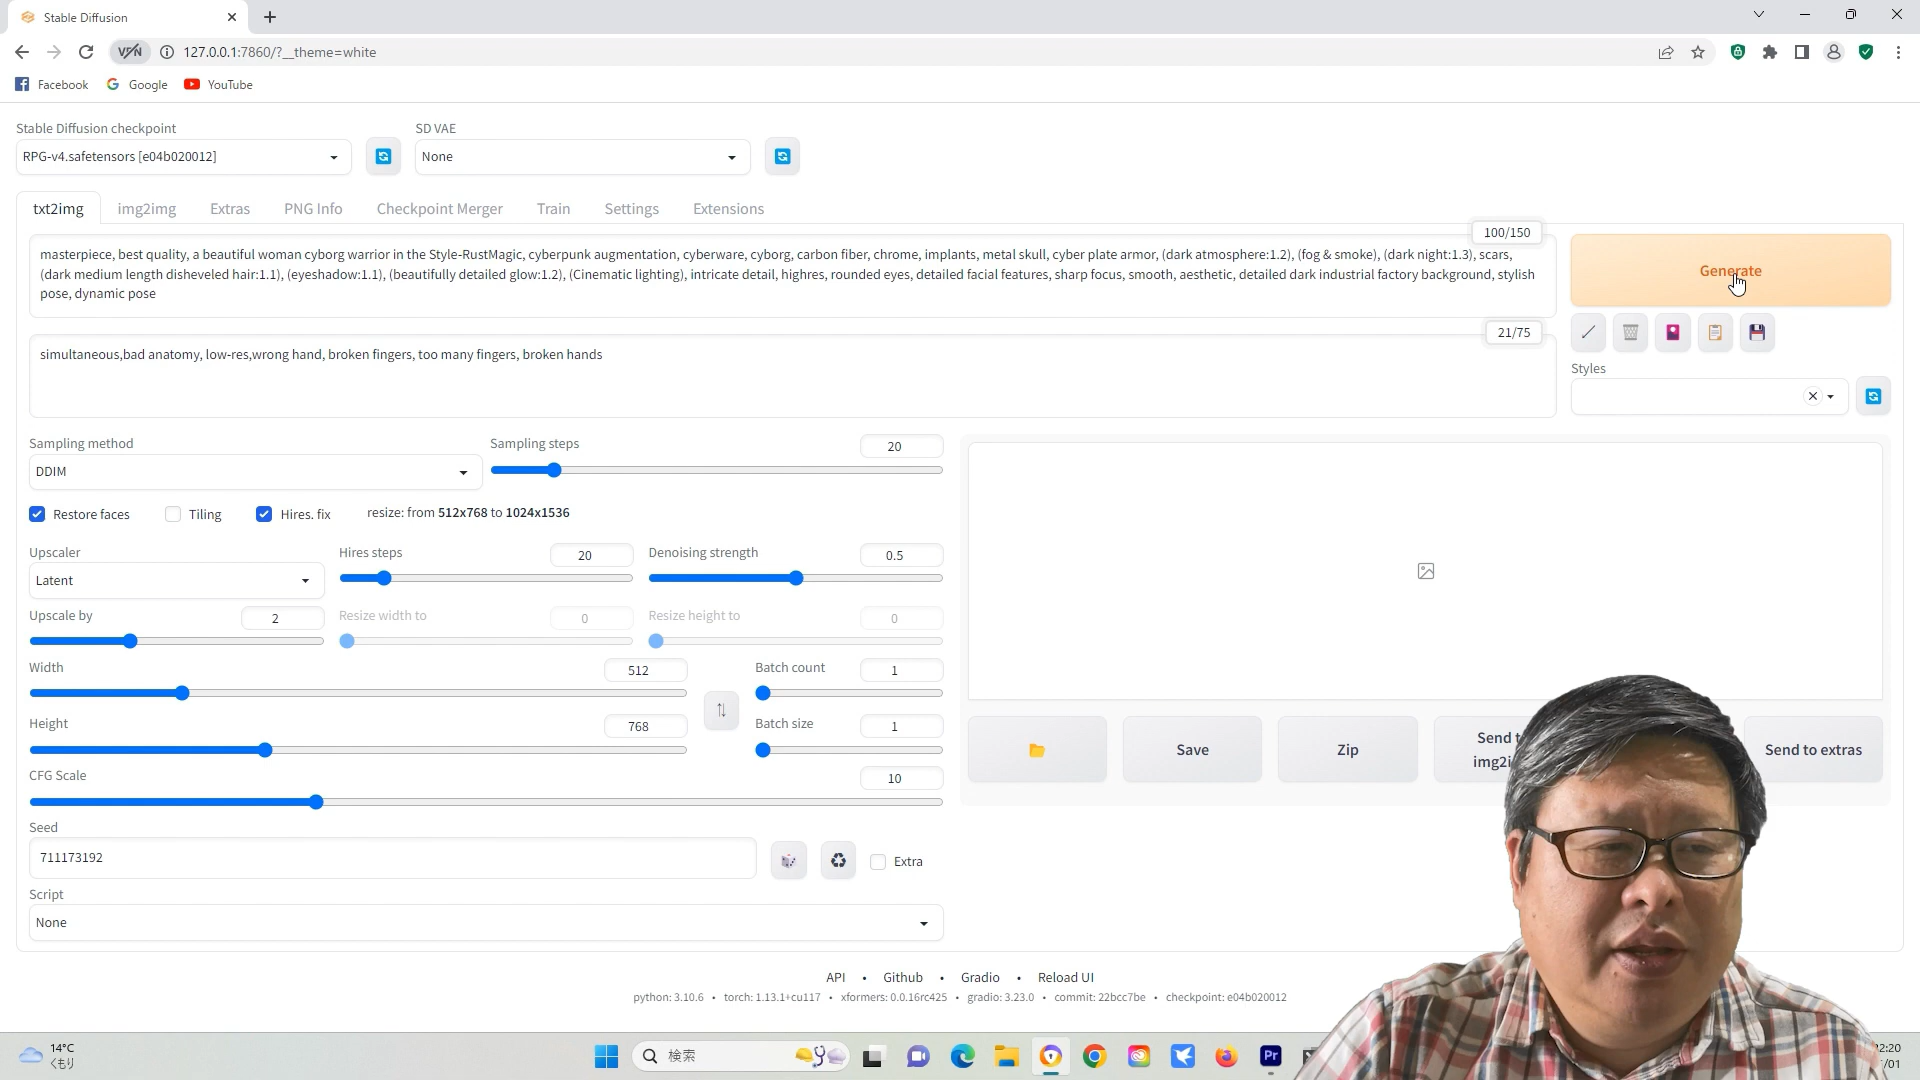 Stable Diffusion
VPN
127.0.0.1:7860/?__theme=white
Facebook
Google
YouTube
Stable Diffusion checkpoint
SD VAE
RPG-v4.safetensors [e04b020012]
None
txt2img
img2img
Extras
PNG Info
Checkpoint Merger
Train
Settings
Extensions
100/150
masterpiece, best quality, a beautiful woman cyborg warrior in the Style-RustMagic, cyberpunk augmentation, cyberware, cyborg, carbon fiber, chrome, implants, metal skull, cyber plate armor, (dark atmosphere:1.2), (fog & smoke), (dark night:1.3), scars,
(dark medium length disheveled hair:1.1), (eyeshadow:1.1), (beautifully detailed glow:1.2), (Cinematic lighting), intricate detail, highres, rounded eyes, detailed facial features, sharp focus, smooth, aesthetic, detailed dark industrial factory background, stylish
pose, dynamic pose
Generate
21/75
simultaneous,bad anatomy, low-res,wrong hand, broken fingers, too many fingers, broken hands
Styles
Sampling method
Sampling steps
20
DDIM
Restore faces
Tiling
Hires. fix
resize: from 512x768 to 1024x1536
Upscaler
Hires steps
20
Denoising strength
0.5
Latent
Upscale by
2
Resize width to
0
Resize height to
0
Width
512
Batch count
1
Height
768
Batch size
1
CFG Scale
10
Save
Zip
Send t
img2i
Send to extras
Seed
711173192
Extra
Script
None
API • Github • Gradio • Reload UI
python: 3.10.6 • torch: 1.13.1+cu117 • xformers: 0.0.16rc425 • gradio: 3.23.0 • commit: 22bcc7be • checkpoint: e04b020012
14°C
くもり
検索
Pr
2:20
/01